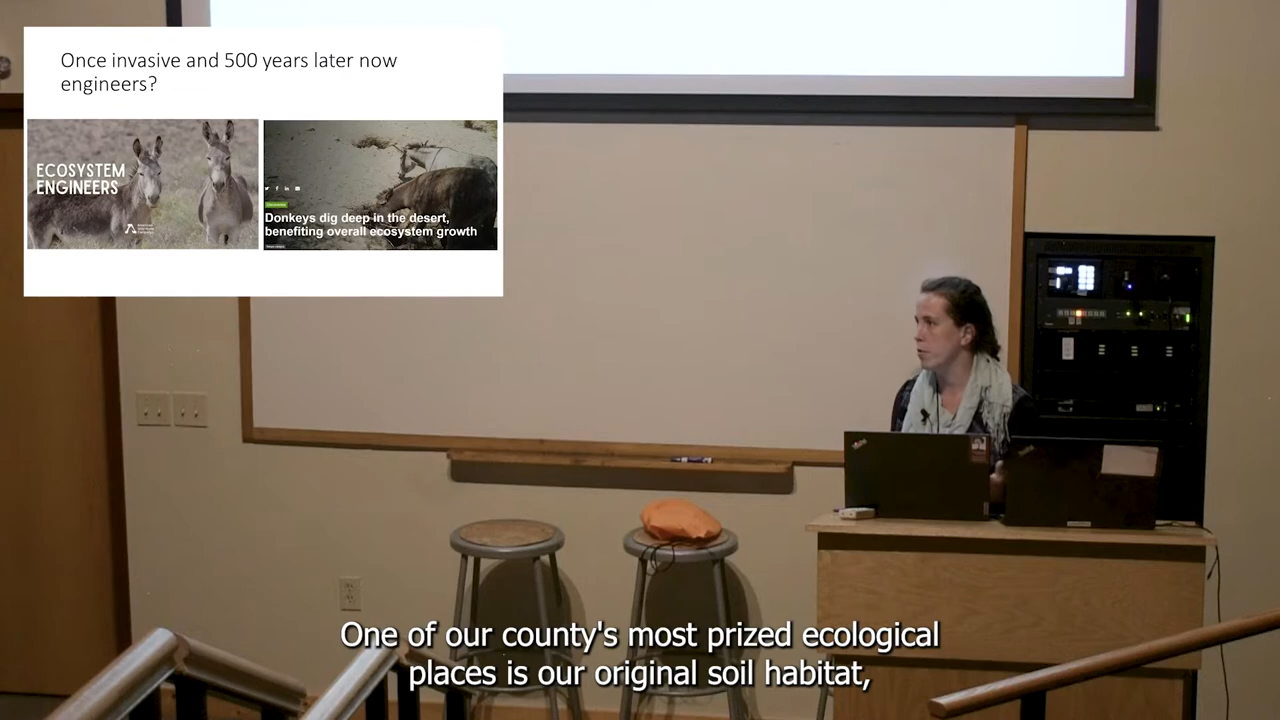 Once invasive and 500 years later now
engineers?
ECOSYSTEM
ENGINEERS
Donkeys dig deep in the desert,
benefiting overall ecosystem growth
One of our county's most prized ecological
places is our original soil habitat,